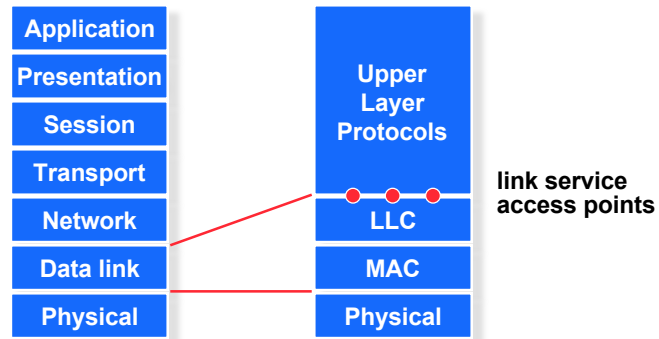 Application
Presentation
Session
Transport
Network
Data link
Physical
Upper
Layer
Protocols
LLC
MAC
Physical
link service
access points